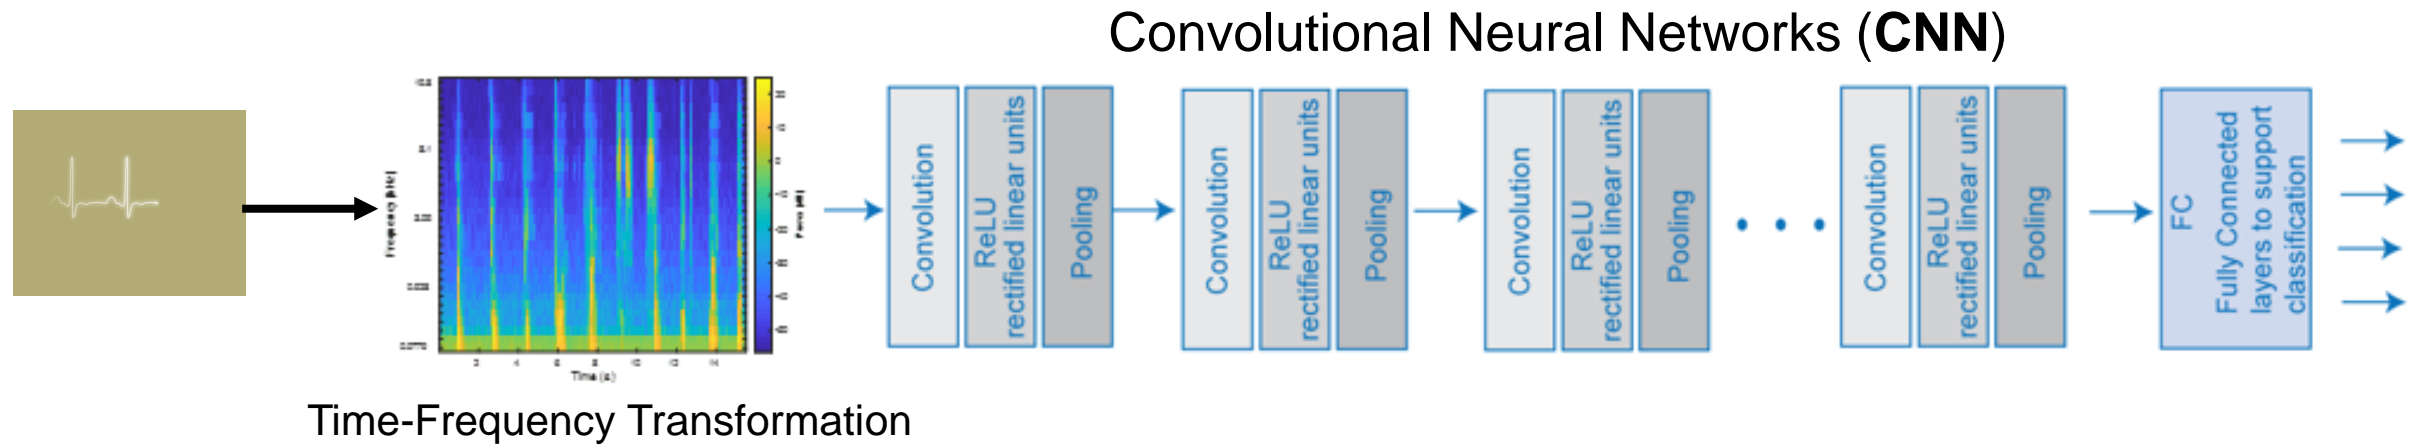 Convolutional Neural Networks (CNN)
Time (s)
Time-Frequency Transformation
Convolution
ReLU
rectified linear units
Pooling
Convolution
ReLU
rectified linear units
Pooling
Convolution
ReLU
rectified linear units
Pooling
Convolution
ReLU
rectified linear units
Pooling
FC
Fully Connected
layers to support
classification